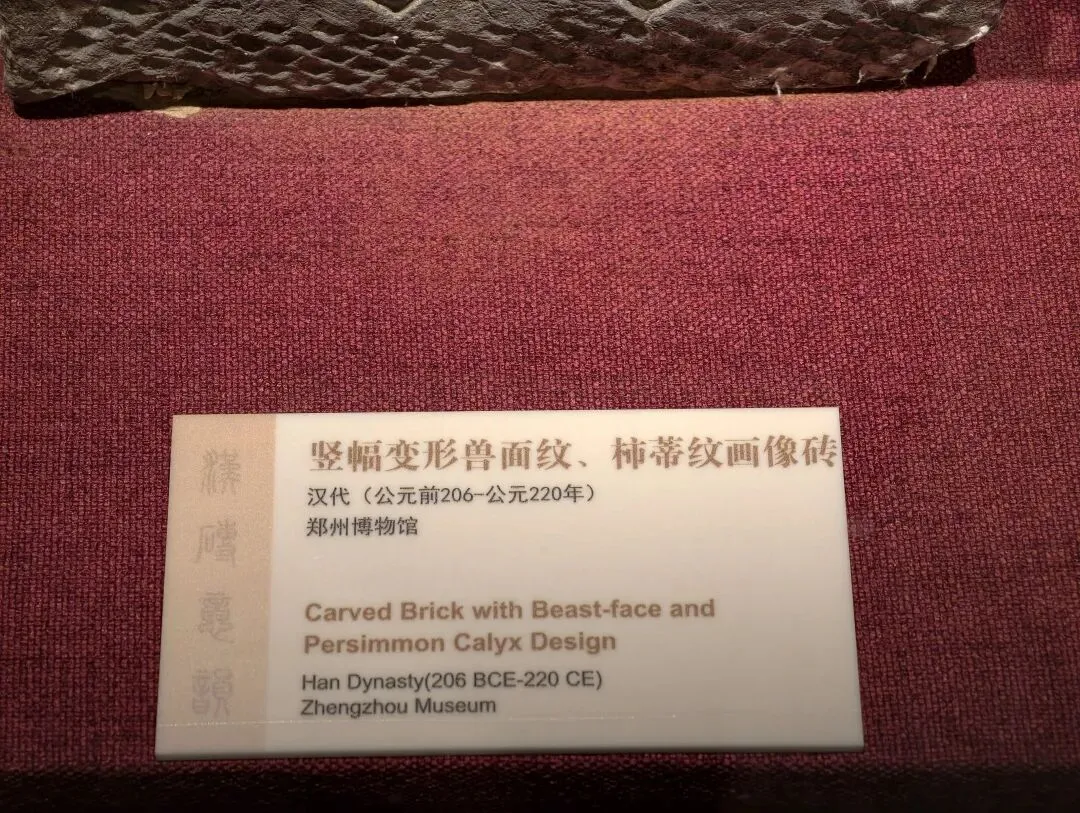 竖幅变形兽面纹、柿蒂纹画像砖
汉代（公元前206-公元220年）
郑州博物馆
Carved Brick with Beast-face and
Persimmon Calyx Design
Han Dynasty(206 BCE-220 CE)
Zhengzhou Museum